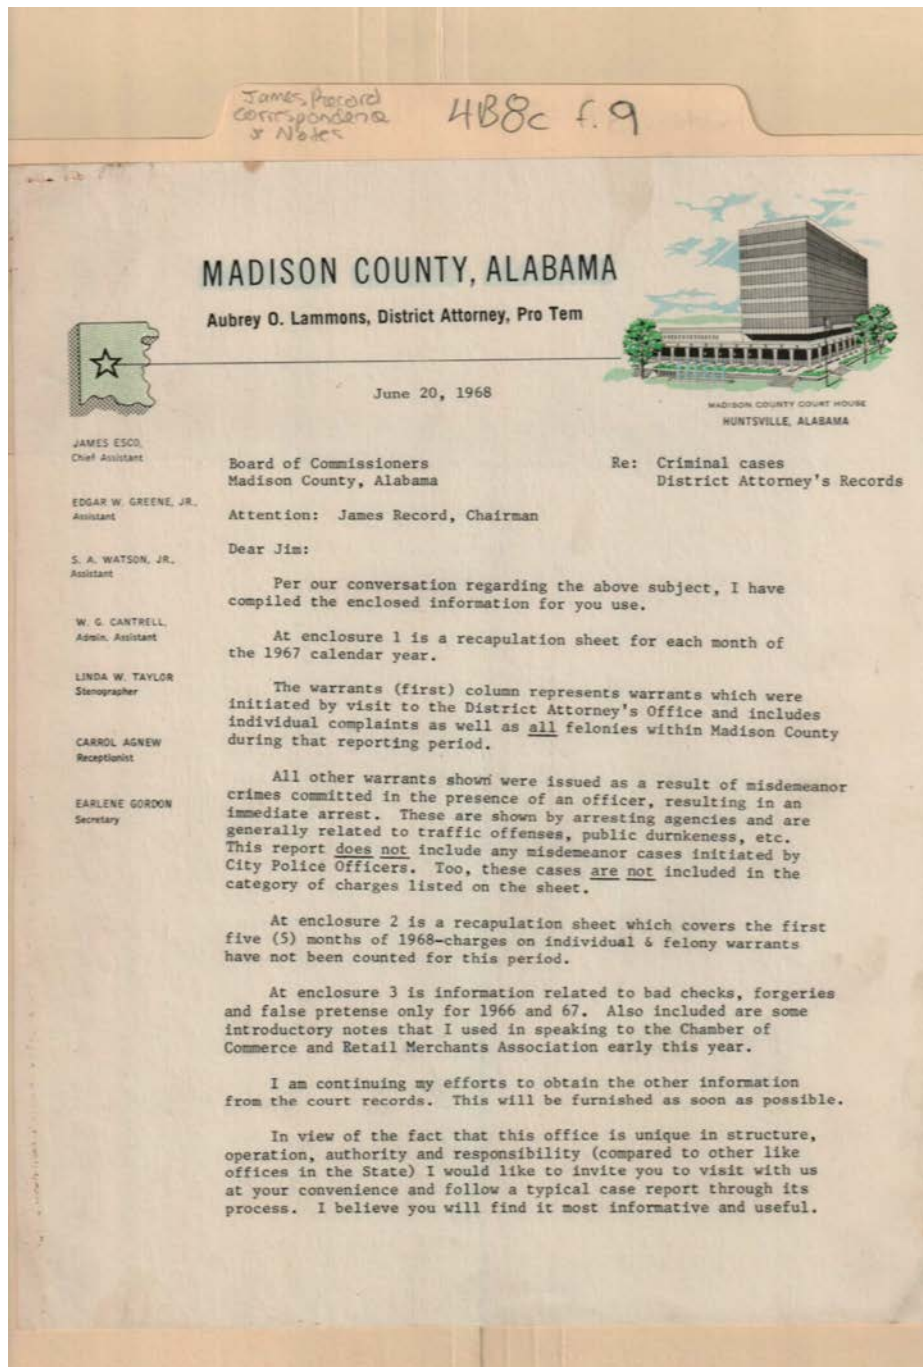 James Record
Correspondence
& Notes
4B8c f.9
MADISON COUNTY, ALABAMA
Aubrey O. Lammons, District Attorney, Pro Tem
MADISON COUNTY COURT HOUSE
HUNTSVILLE, ALABAMA
June 20, 1968
JAMES ESCO,
Chief Assistant
EDGAR W. GREENE, JR.,
Assistant
S. A. WATSON, JR.,
Assistant
W. G. CANTRELL,
Admin. Assistant
LINDA W. TAYLOR
Stenographer
CARROL AGNEW
Receptionist
EARLENE GORDON
Secretary
Board of Commissioners
Madison County, Alabama
Re: Criminal cases
District Attorney's Records
Attention: James Record, Chairman
Dear Jim:
Per our conversation regarding the above subject, I have
compiled the enclosed information for you use.
At enclosure 1 is a recapulation sheet for each month of
the 1967 calendar year.
The warrants (first) column represents warrants which were
initiated by visit to the District Attorney's Office and includes
individual complaints as well as all felonies within Madison County
during that reporting period.
All other warrants shown were issued as a result of misdemeanor
crimes committed in the presence of an officer, resulting in an
immediate arrest. These are shown by arresting agencies and are
generally related to traffic offenses, public durnkeness, etc.
This report does not include any misdemeanor cases initiated by
City Police Officers. Too, these cases are not included in the
category of charges listed on the sheet.
At enclosure 2 is a recapulation sheet which covers the first
five (5) months of 1968-charges on individual & felony warrants
have not been counted for this period.
At enclosure 3 is information related to bad checks, forgeries
and false pretense only for 1966 and 67. Also included are some
introductory notes that I used in speaking to the Chamber of
Commerce and Retail Merchants Association early this year.
I am continuing my efforts to obtain the other information
from the court records. This will be furnished as soon as possible.
In view of the fact that this office is unique in structure,
operation, authority and responsibility (compared to other like
offices in the State) I would like to invite you to visit with us
at your convenience and follow a typical case report through its
process. I believe you will find it most informative and useful.